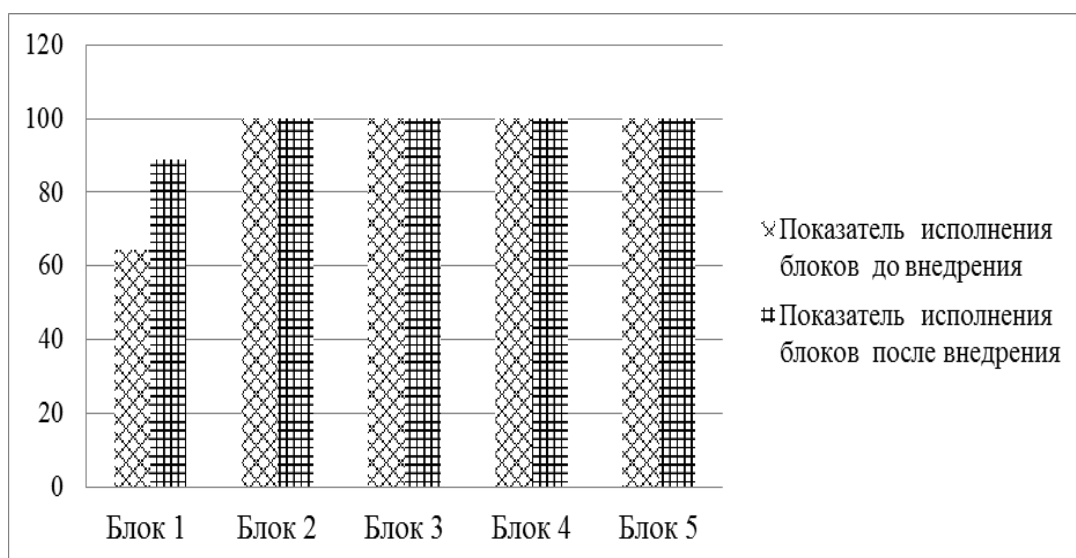 120
100
80
60
40
20
0
Блок 1 Блок 2 Блок 3 Блок 4 Блок 5
Показатель исполнения
блоков до внедрения
Показатель исполнения
блоков после внедрения